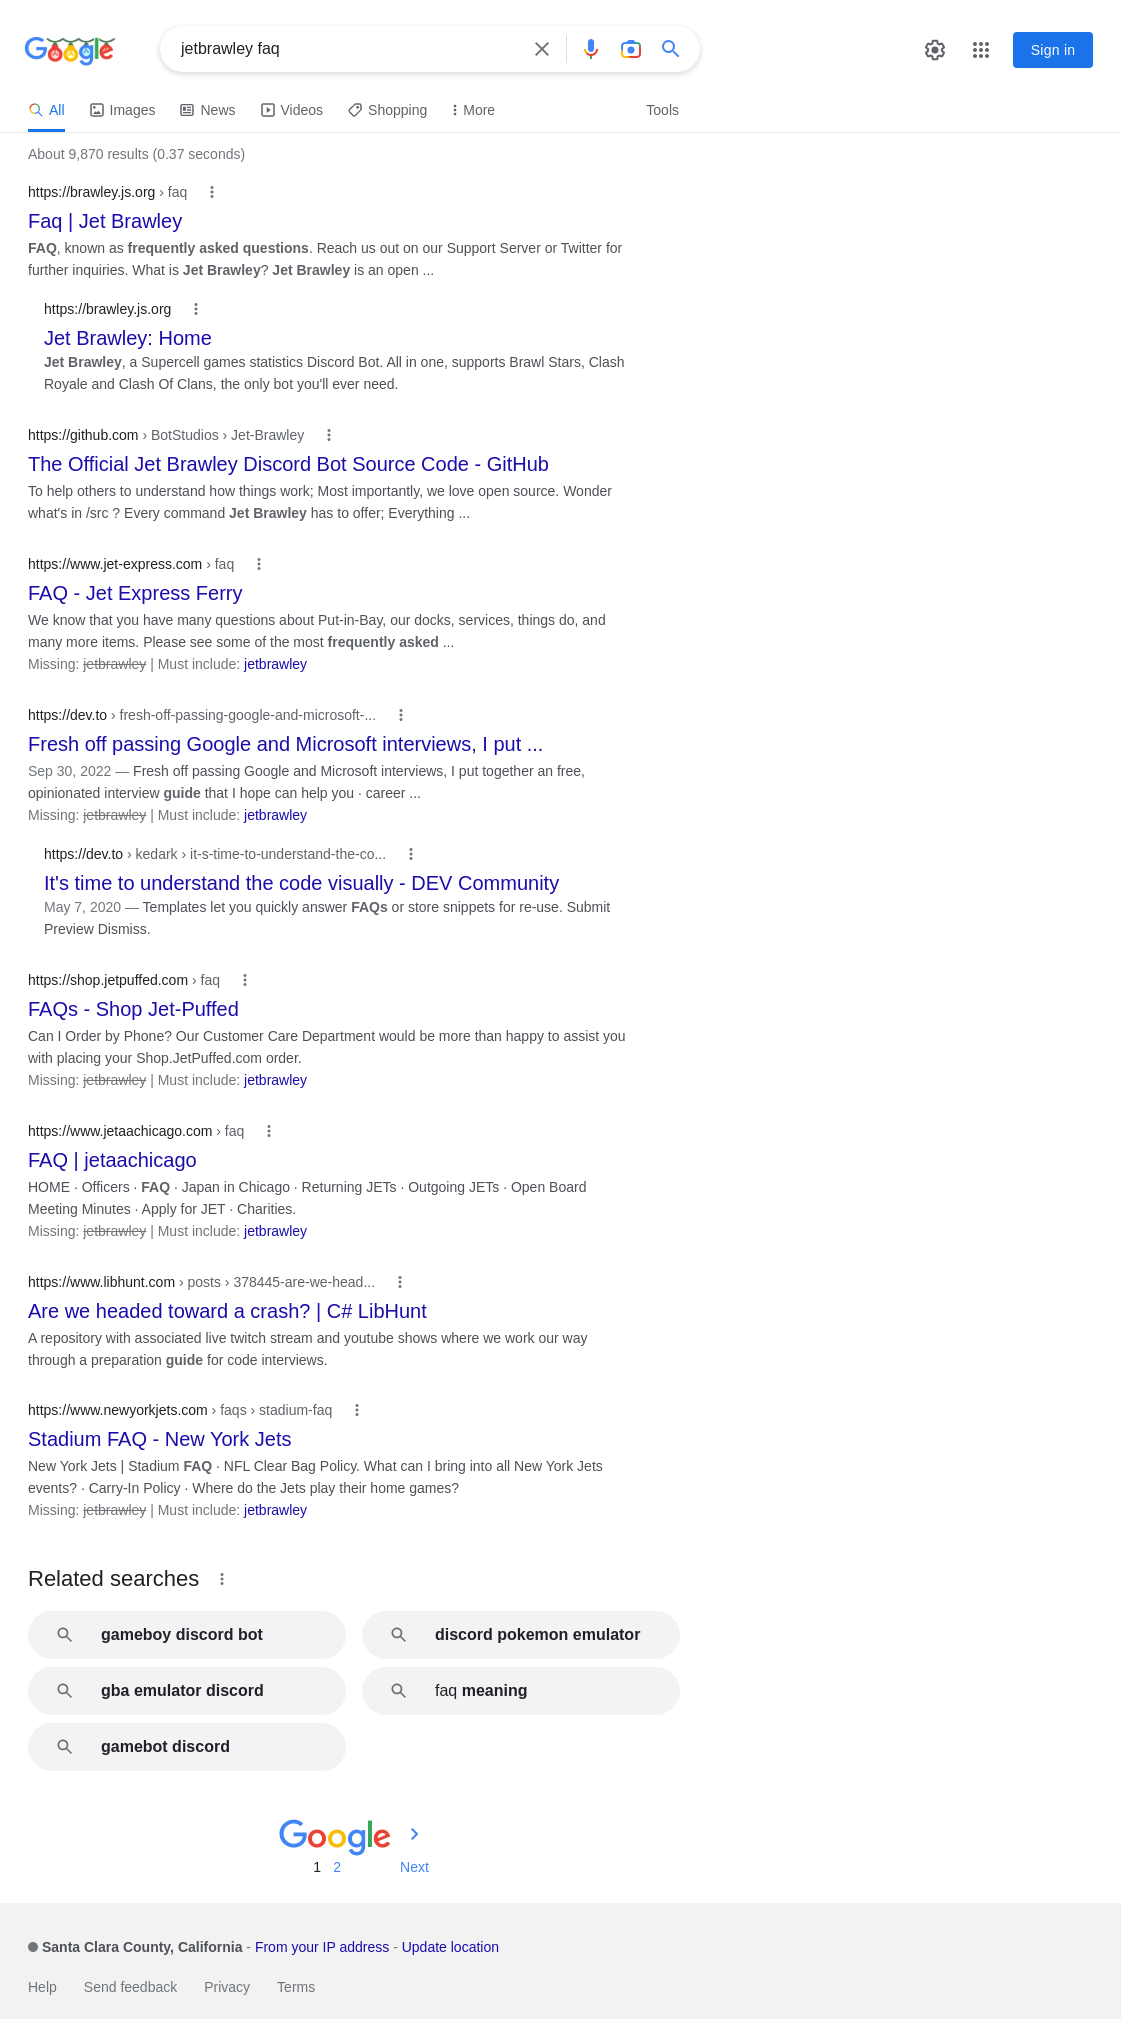 Google
jetbrawley faq
Sign in
All
Images
News
Videos
Shopping
More
Tools
About 9,870 results (0.37 seconds)
https://brawley.js.org › faq
Faq | Jet Brawley
FAQ, known as frequently asked questions. Reach us out on our Support Server or Twitter for
further inquiries. What is Jet Brawley? Jet Brawley is an open ...
https://brawley.js.org
Jet Brawley: Home
Jet Brawley, a Supercell games statistics Discord Bot. All in one, supports Brawl Stars, Clash
Royale and Clash Of Clans, the only bot you'll ever need.
https://github.com › BotStudios › Jet-Brawley
The Official Jet Brawley Discord Bot Source Code - GitHub
To help others to understand how things work; Most importantly, we love open source. Wonder
what's in /src ? Every command Jet Brawley has to offer; Everything ...
https://www.jet-express.com › faq
FAQ - Jet Express Ferry
We know that you have many questions about Put-in-Bay, our docks, services, things do, and
many more items. Please see some of the most frequently asked ...
Missing: jetbrawley | Must include: jetbrawley
https://dev.to › fresh-off-passing-google-and-microsoft-...
Fresh off passing Google and Microsoft interviews, I put ...
Sep 30, 2022 — Fresh off passing Google and Microsoft interviews, I put together an free,
opinionated interview guide that I hope can help you · career ...
Missing: jetbrawley | Must include: jetbrawley
https://dev.to › kedark › it-s-time-to-understand-the-co...
It's time to understand the code visually - DEV Community
May 7, 2020 — Templates let you quickly answer FAQs or store snippets for re-use. Submit
Preview Dismiss.
https://shop.jetpuffed.com › faq
FAQs - Shop Jet-Puffed
Can I Order by Phone? Our Customer Care Department would be more than happy to assist you
with placing your Shop.JetPuffed.com order.
Missing: jetbrawley | Must include: jetbrawley
https://www.jetaachicago.com › faq
FAQ | jetaachicago
HOME · Officers · FAQ · Japan in Chicago · Returning JETs · Outgoing JETs · Open Board
Meeting Minutes · Apply for JET · Charities.
Missing: jetbrawley | Must include: jetbrawley
https://www.libhunt.com › posts › 378445-are-we-head...
Are we headed toward a crash? | C# LibHunt
A repository with associated live twitch stream and youtube shows where we work our way
through a preparation guide for code interviews.
https://www.newyorkjets.com › faqs › stadium-faq
Stadium FAQ - New York Jets
New York Jets | Stadium FAQ · NFL Clear Bag Policy. What can I bring into all New York Jets
events? · Carry-In Policy · Where do the Jets play their home games?
Missing: jetbrawley | Must include: jetbrawley
Related searches
gameboy discord bot
discord pokemon emulator
gba emulator discord
faq meaning
gamebot discord
Google
1 2 Next
Santa Clara County, California - From your IP address - Update location
Help Send feedback Privacy Terms